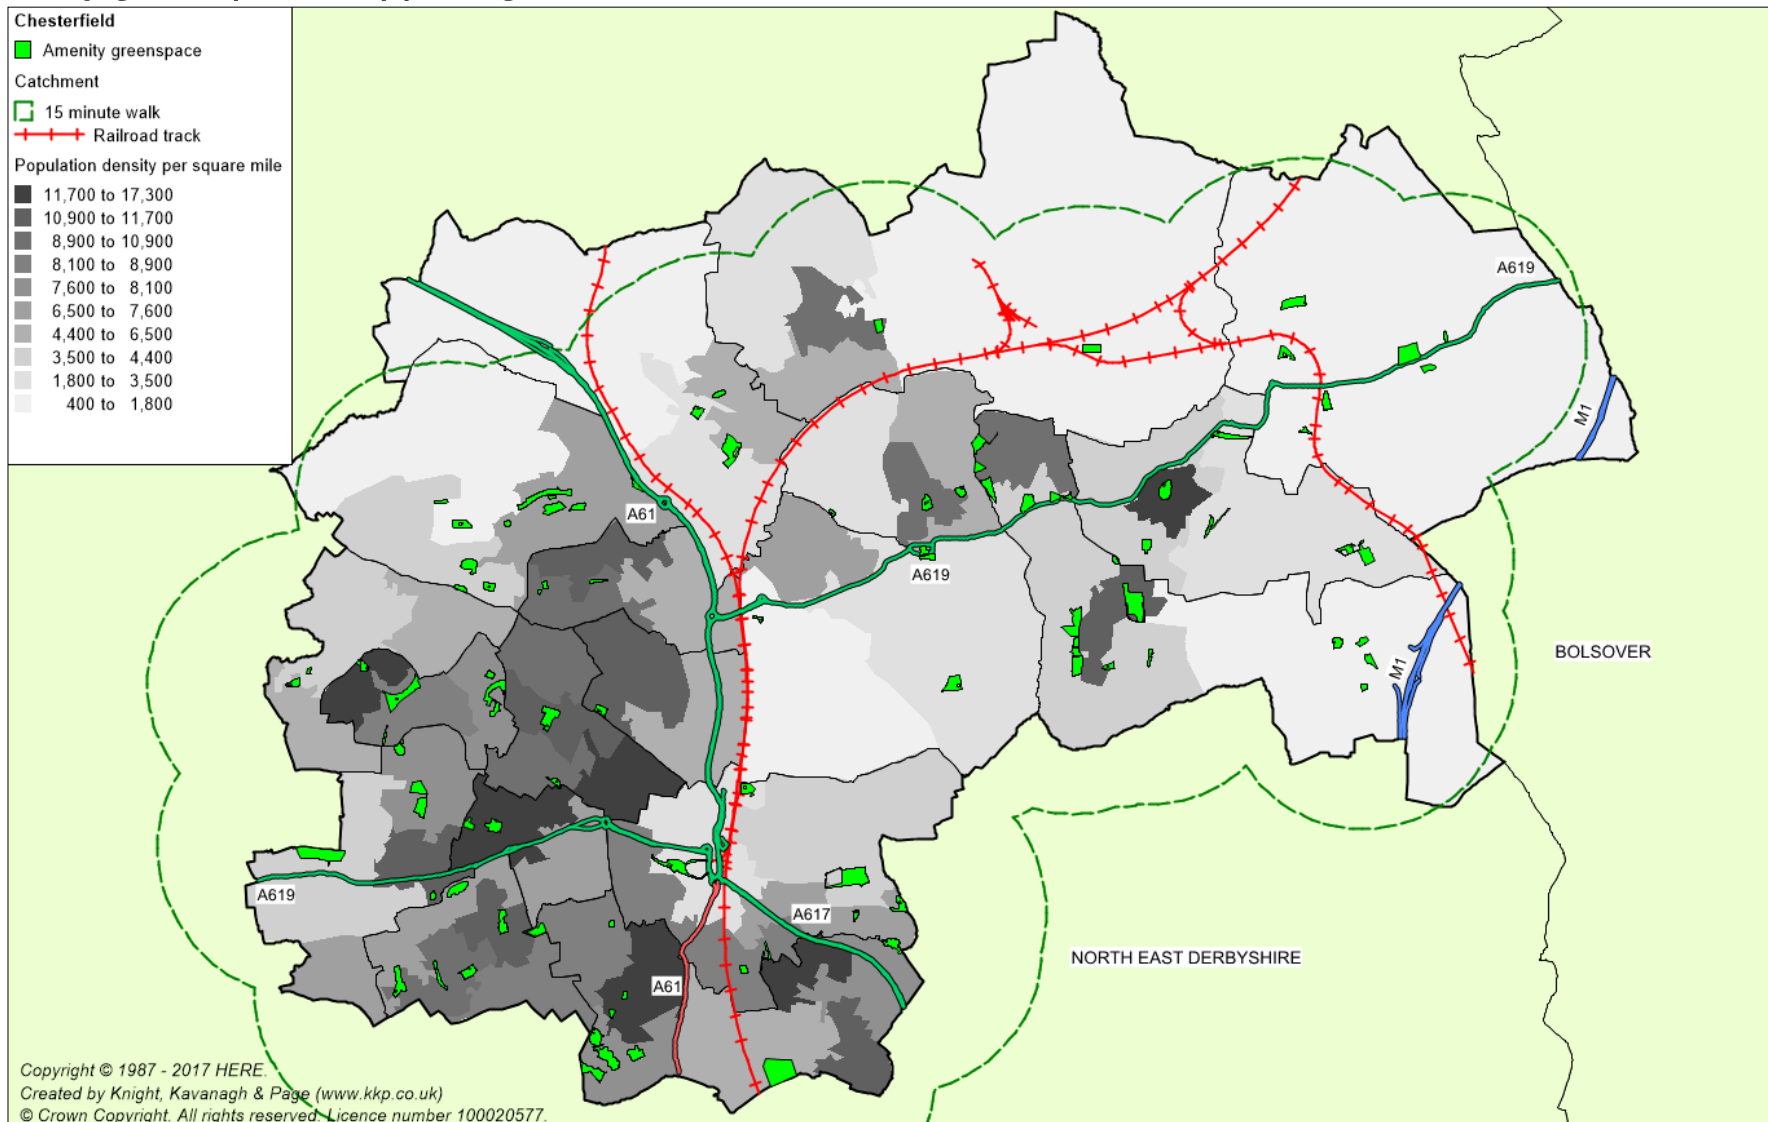 Chesterfield
Amenity greenspace
Catchment
15 minute walk
Railroad track
Population density per square mile
11,700 to 17,300
10,900 to 11,700
8,900 to 10,900
8,100 to 8,900
7,600 to 8,100
6,500 to 7,600
4,400 to 6,500
3,500 to 4,400
1,800 to 3,500
400 to 1,800
A619
M1
A61
A619
BOLSOVER
M1
A619
A617
NORTH EAST DERBYSHIRE
A61
Copyright © 1987 - 2017 HERE.
Created by Knight, Kavanagh & Page (www.kkp.co.uk)
© Crown Copyright. All rights reserved. Licence number 100020577.